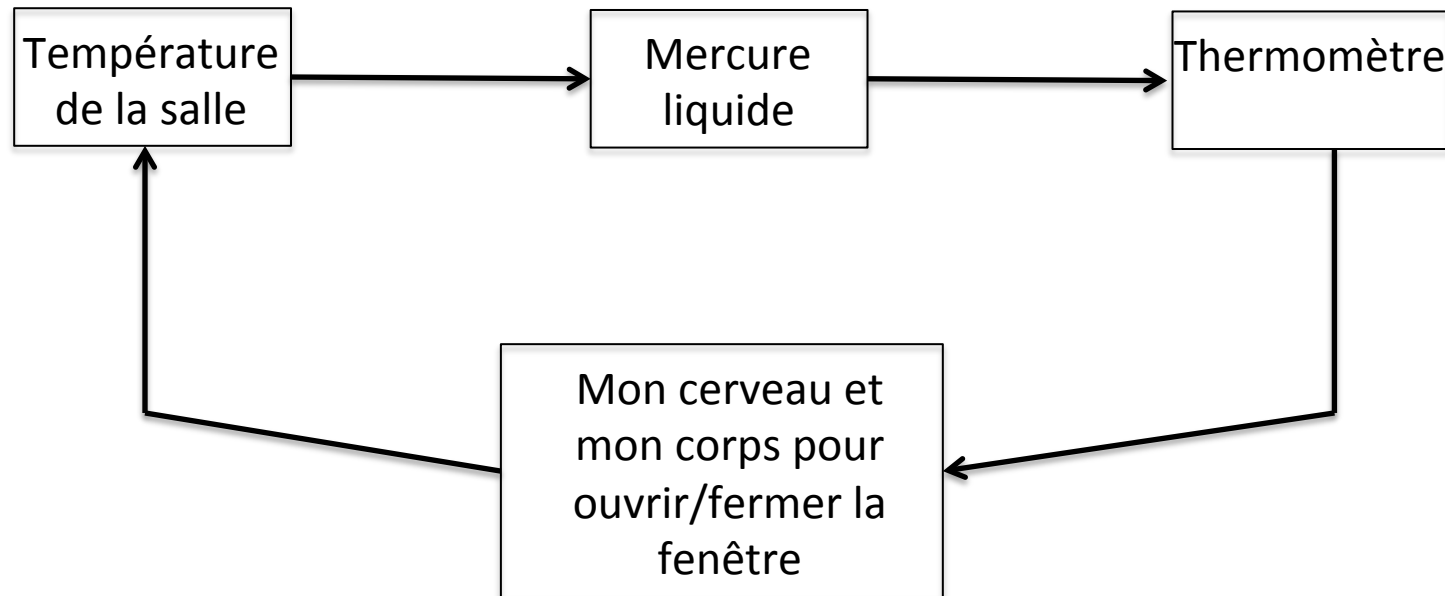 Température
de la salle
Mercure
liquide
Thermomètre
Mon cerveau et
mon corps pour
ouvrir/fermer la
fenêtre